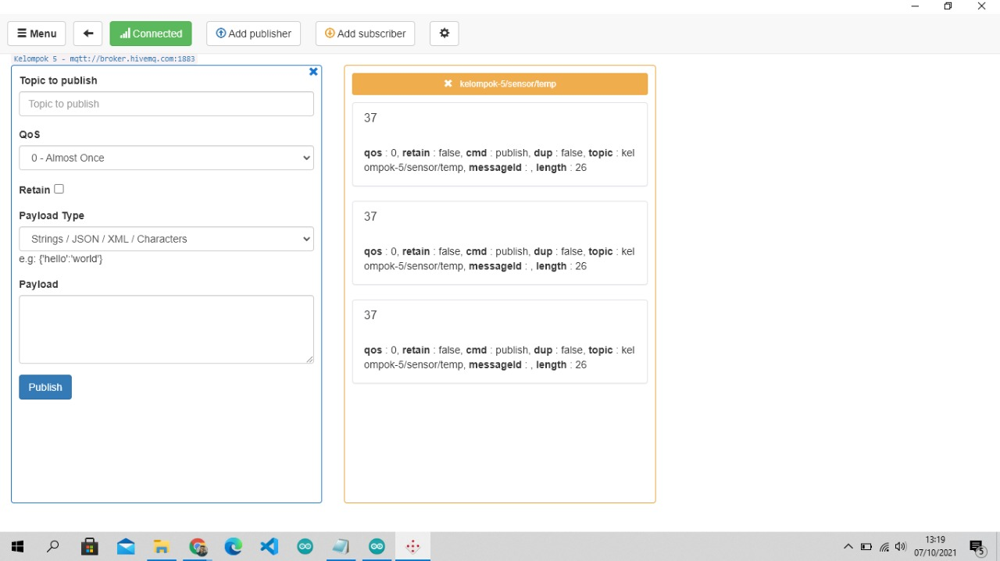 Menu
Connected
Add publisher
Add subscriber
Kelompok 5 - mqtt://broker.hivemq.com:1883
Topic to publish
Topic to publish
QoS
0 - Almost Once
Retain
Payload Type
Strings / JSON / XML / Characters
e.g: {'hello':'world'}
Payload
Publish
kelompok-5/sensor/temp
37
qos : 0, retain : false, cmd : publish, dup : false, topic : kel
ompok-5/sensor/temp, messageId : , length : 26
37
qos : 0, retain : false, cmd : publish, dup : false, topic : kel
ompok-5/sensor/temp, messageId : , length : 26
37
qos : 0, retain : false, cmd : publish, dup : false, topic : kel
ompok-5/sensor/temp, messageId : , length : 26
13:19
07/10/2021
5